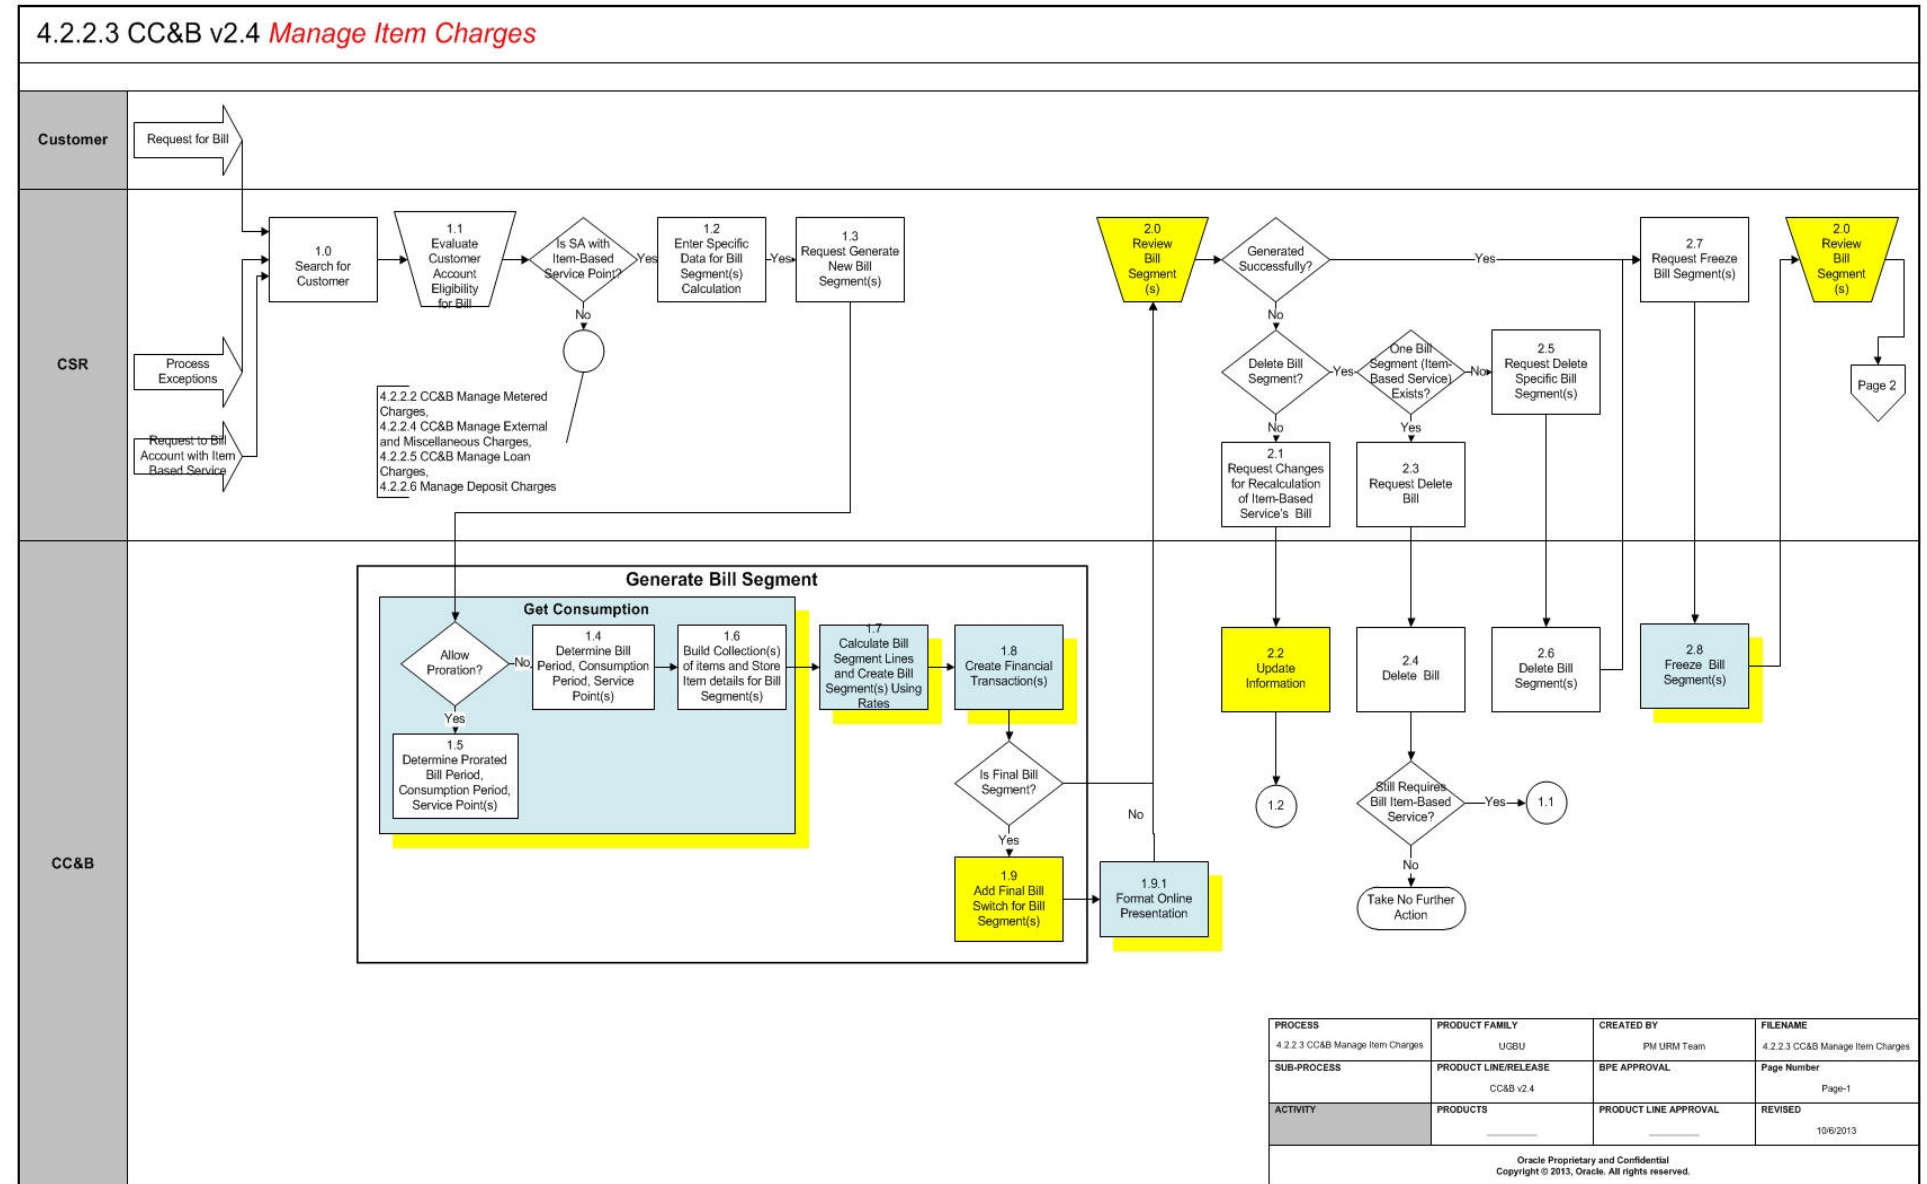 4.2.2.3 CC&B v2.4 Manage Item Charges
Customer
Request for Bill
CSR
Process
Exceptions
Request to Bill
Account with Item
Based Service
1.0
Search for
Customer
1.1
Evaluate
Customer
Account
Eligibility
for Bill
Is SA with
Item-Based
Service Point?
Yes
No
4.2.2.2 CC&B Manage Metered
Charges,
4.2.2.4 CC&B Manage External
and Miscellaneous Charges,
4.2.2.5 CC&B Manage Loan
Charges,
4.2.2.6 Manage Deposit Charges
1.2
Enter Specific
Data for Bill
Segment(s)
Calculation
Yes
1.3
Request Generate
New Bill
Segment(s)
2.0
Review
Bill
Segment
(s)
Generated
Successfully?
Yes
No
Delete Bill
Segment?
Yes
No
One Bill
Segment (Item-
Based Service)
Exists?
No
Yes
2.5
Request Delete
Specific Bill
Segment(s)
2.1
Request Changes
for Recalculation
of Item-Based
Service's Bill
2.3
Request Delete
Bill
2.7
Request Freeze
Bill Segment(s)
2.0
Review
Bill
Segment
(s)
Page 2
CC&B
Generate Bill Segment
Get Consumption
Allow
Proration?
No
Yes
1.4
Determine Bill
Period, Consumption
Period, Service
Point(s)
1.5
Determine Prorated
Bill Period,
Consumption Period,
Service Point(s)
1.6
Build Collection(s)
of items and Store
Item details for Bill
Segment(s)
1.7
Calculate Bill
Segment Lines
and Create Bill
Segment(s) Using
Rates
1.8
Create Financial
Transaction(s)
Is Final Bill
Segment?
No
Yes
1.9
Add Final Bill
Switch for Bill
Segment(s)
1.9.1
Format Online
Presentation
2.2
Update
Information
1.2
2.4
Delete Bill
Still Requires
Bill Item-Based
Service?
Yes
1.1
No
Take No Further
Action
2.6
Delete Bill
Segment(s)
2.8
Freeze Bill
Segment(s)
PROCESS
4.2.2.3 CC&B Manage Item Charges
PRODUCT FAMILY
UGBU
CREATED BY
PM URM Team
FILENAME
4.2.2.3 CC&B Manage Item Charges
SUB-PROCESS
PRODUCT LINE/RELEASE
CC&B v2.4
BPE APPROVAL
Page Number
Page-1
ACTIVITY
PRODUCTS
PRODUCT LINE APPROVAL
REVISED
10/6/2013
Oracle Proprietary and Confidential
Copyright © 2013, Oracle. All rights reserved.